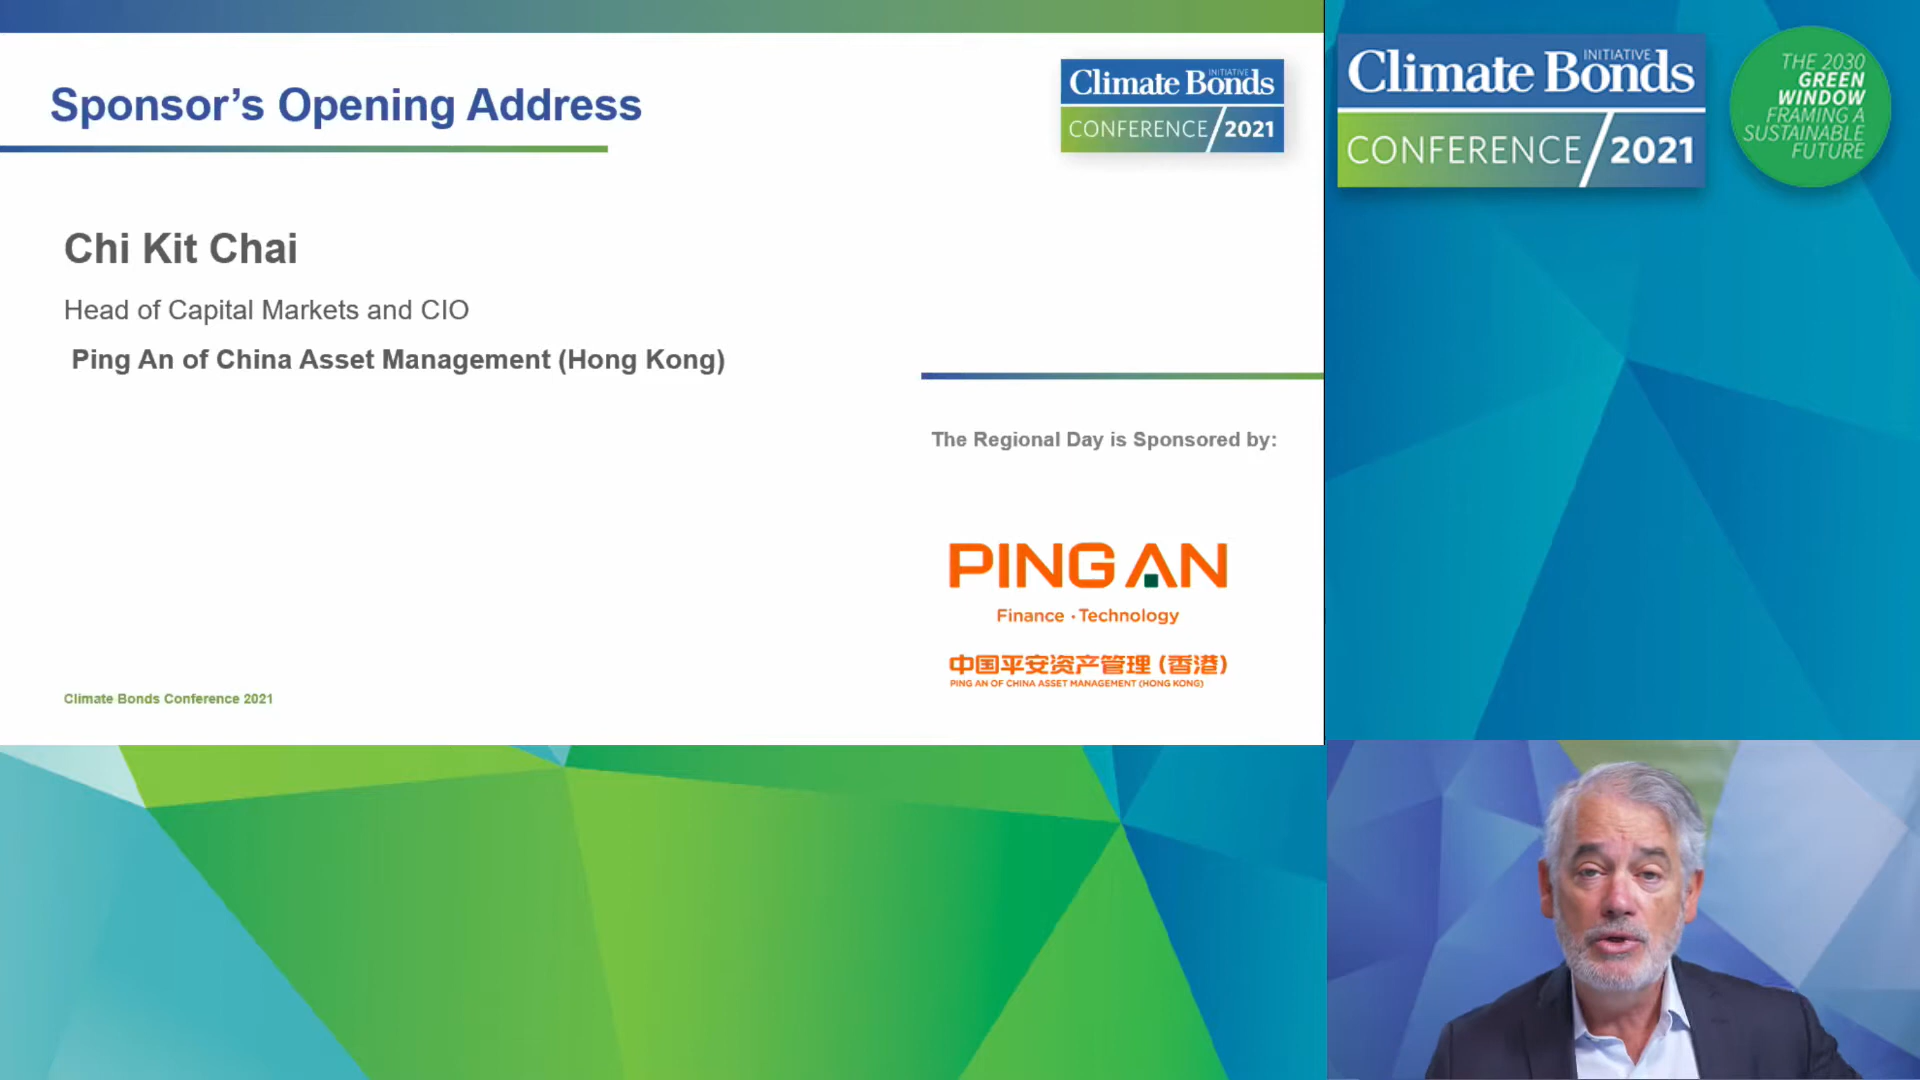 Sponsor’s Opening Address
Climate Bonds
INITIATIVE
CONFERENCE/2021
Chi Kit Chai
Head of Capital Markets and CIO
Ping An of China Asset Management (Hong Kong)
The Regional Day is Sponsored by:
PING AN
Finance · Technology
中国平安资产管理（香港）
PING AN OF CHINA ASSET MANAGEMENT (HONG KONG)
Climate Bonds Conference 2021
Climate Bonds
INITIATIVE
CONFERENCE/2021
THE 2030
GREEN
WINDOW
FRAMING A
SUSTAINABLE
FUTURE